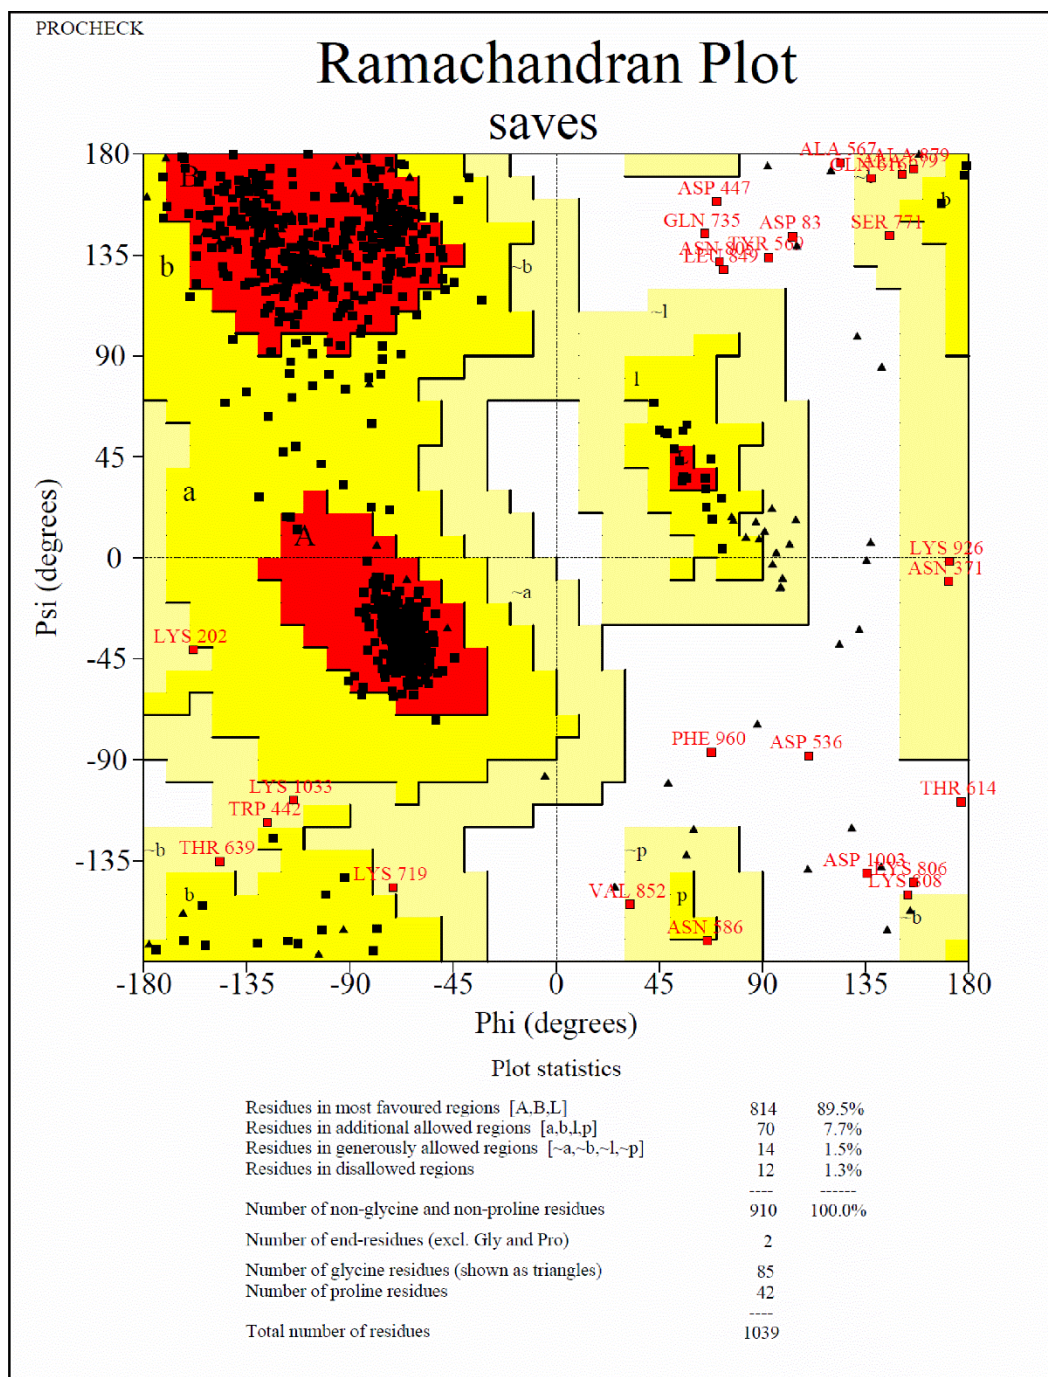 PROCHECK
Ramachandran Plot
saves
180
135
90
45
0
-45
-90
-135
Psi (degrees)
B
b
a
A
~b
~l
l
L
~a
~b
b
~p
p
~b
~b
b
ALA 567
ALA 879
ASP 447
GLN 735
ASP 83
SER 771
ASN 805
TYR 569
LEU 849
LYS 926
ASN 371
LYS 202
PHE 960
ASP 536
LYS 1033
TRP 442
THR 614
THR 639
LYS 719
ASP 1003
LYS 806
LYS 808
VAL 852
ASN 586
-180 -135 -90 -45 0 45 90 135 180
Phi (degrees)
Plot statistics
Residues in most favoured regions [A,B,L] 814 89.5%
Residues in additional allowed regions [a,b,l,p] 70 7.7%
Residues in generously allowed regions [~a,~b,~l,~p] 14 1.5%
Residues in disallowed regions 12 1.3%
---- ------
Number of non-glycine and non-proline residues 910 100.0%
Number of end-residues (excl. Gly and Pro) 2
Number of glycine residues (shown as triangles) 85
Number of proline residues 42
----
Total number of residues 1039